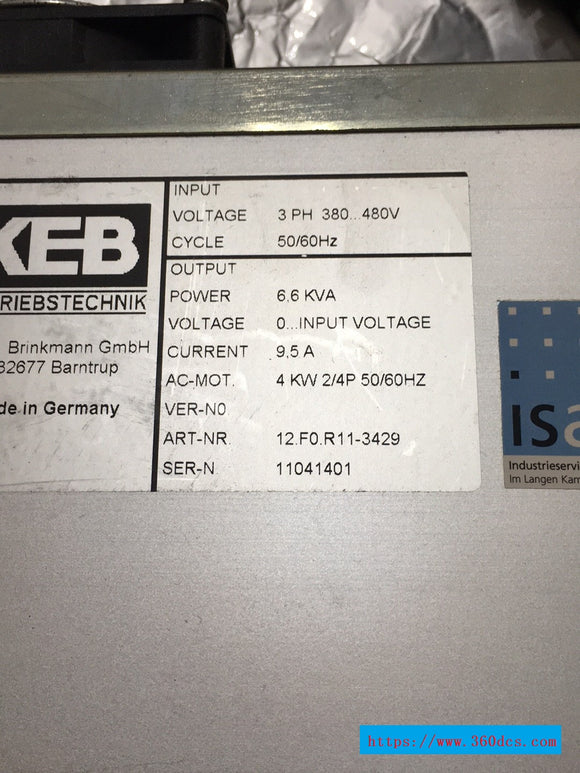 KEB
RIEBSTECHNIK
Brinkmann GmbH
32677 Barntrup
de in Germany
INPUT
VOLTAGE 3 PH 380...480V
CYCLE 50/60Hz
OUTPUT
POWER 6.6 KVA
VOLTAGE 0...INPUT VOLTAGE
CURRENT 9.5 A
AC-MOT. 4 KW 2/4P 50/60HZ
VER-NO
ART-NR. 12.F0.R11-3429
SER-N 11041401
ISa
Industrieservi
Im Langen Kam
https://www.360dcs.com